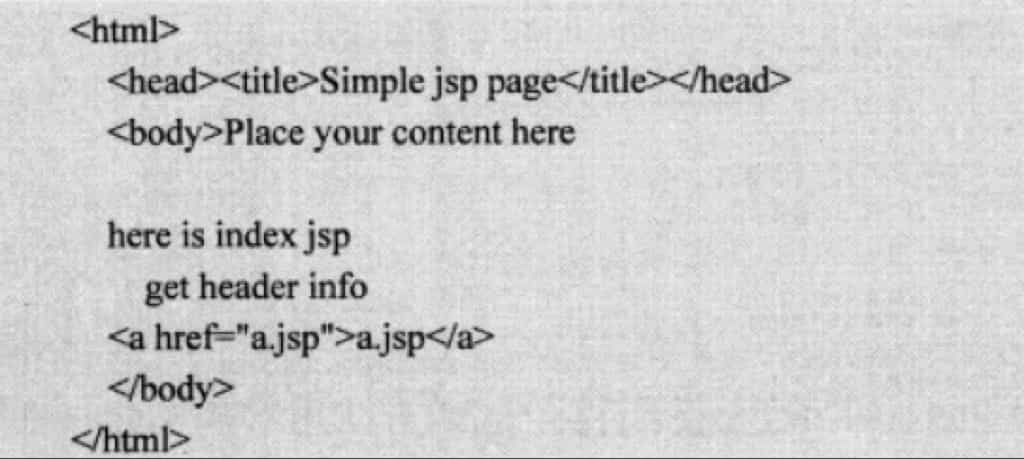 <html>
<head><title>Simple jsp page</title></head>
<body>Place your content here
here is index jsp
get header info
<a href="a.jsp">a.jsp</a>
</body>
</html>